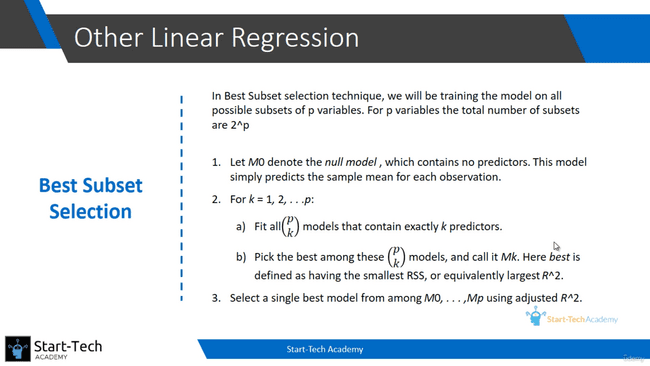 Other Linear Regression
In Best Subset selection technique, we will be training the model on all
possible subsets of p variables. For p variables the total number of subsets
are 2^p
1. Let M0 denote the null model , which contains no predictors. This model
simply predicts the sample mean for each observation.
2. For k = 1, 2, . . .p:
a) Fit all (p k) models that contain exactly k predictors.
b) Pick the best among these (p k) models, and call it Mk. Here best is
defined as having the smallest RSS, or equivalently largest R^2.
3. Select a single best model from among M0, . . . ,Mp using adjusted R^2.
Best Subset
Selection
Start-TechAcademy
Start-Tech
ACADEMY
Start-Tech Academy
Udemy